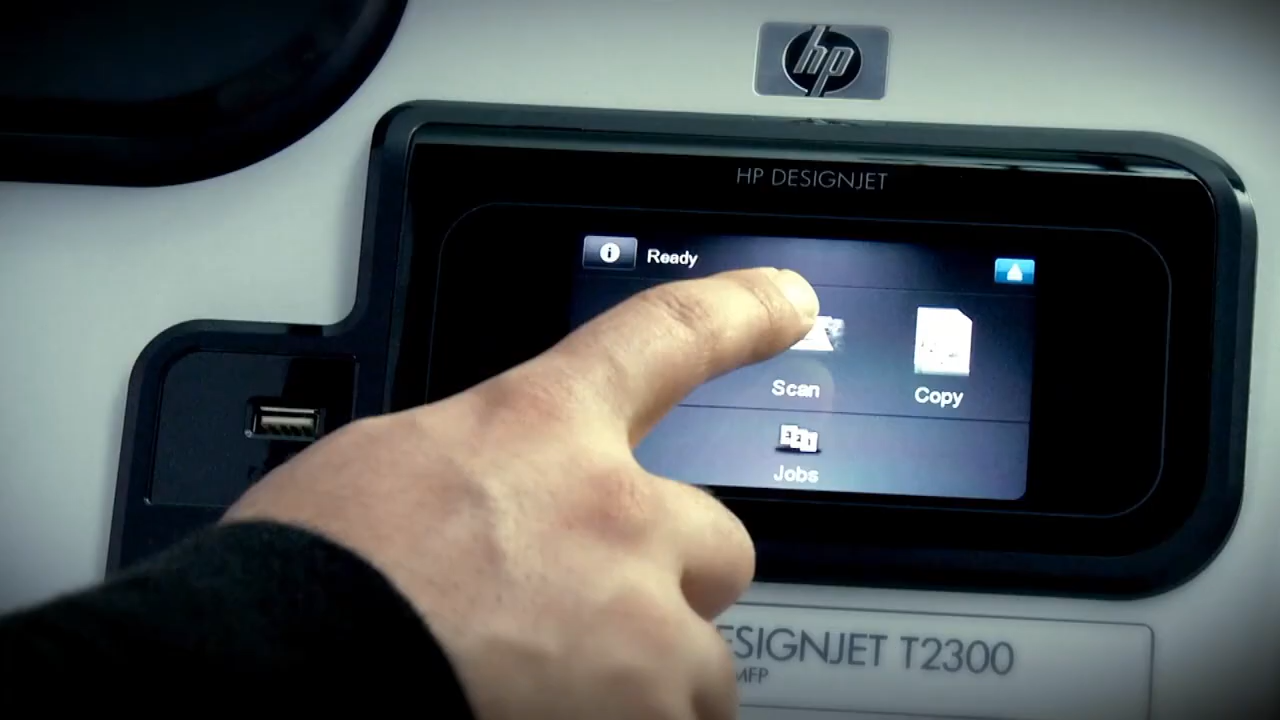 hp
HP DESIGNJET
i Ready
Scan
Copy
Jobs
ESIGNJET T2300
MFP